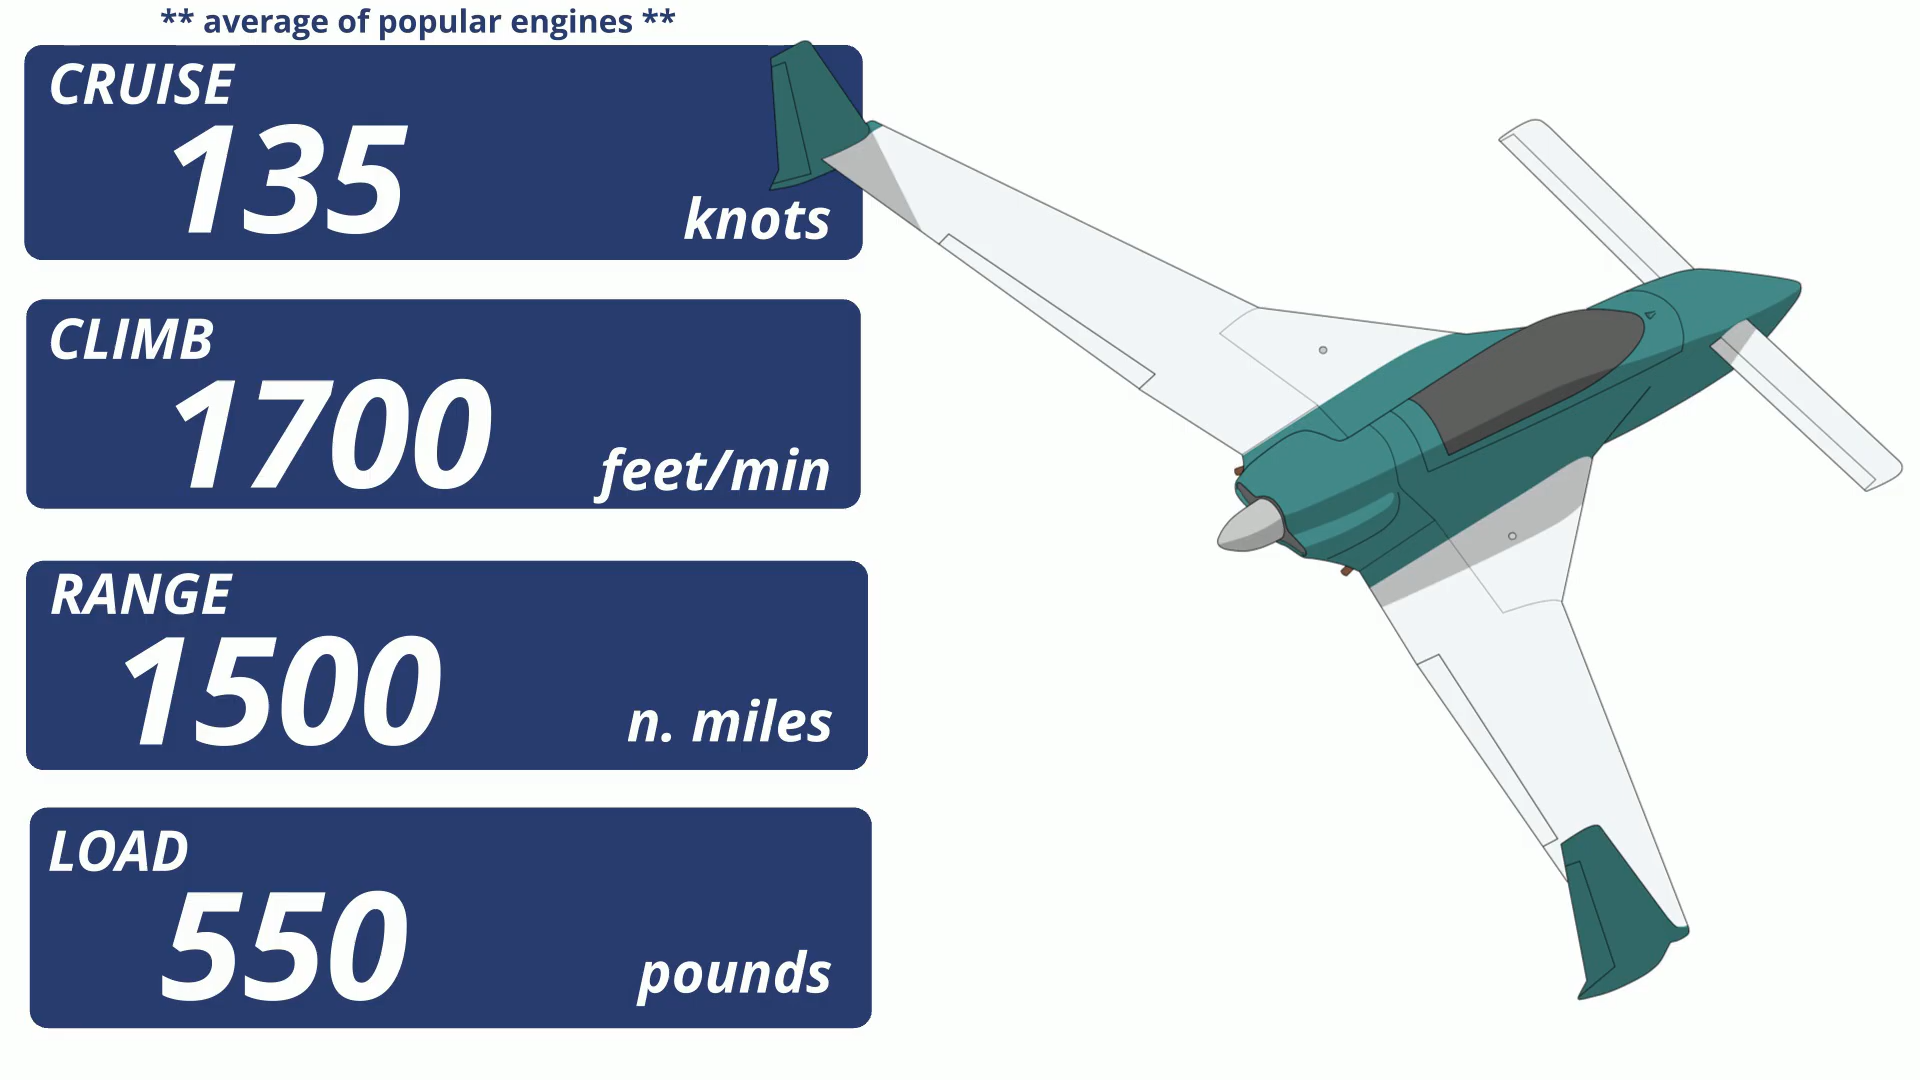 ** average of popular engines **
CRUISE
135
knots
CLIMB
1700
feet/min
RANGE
1500
n. miles
LOAD
550
pounds